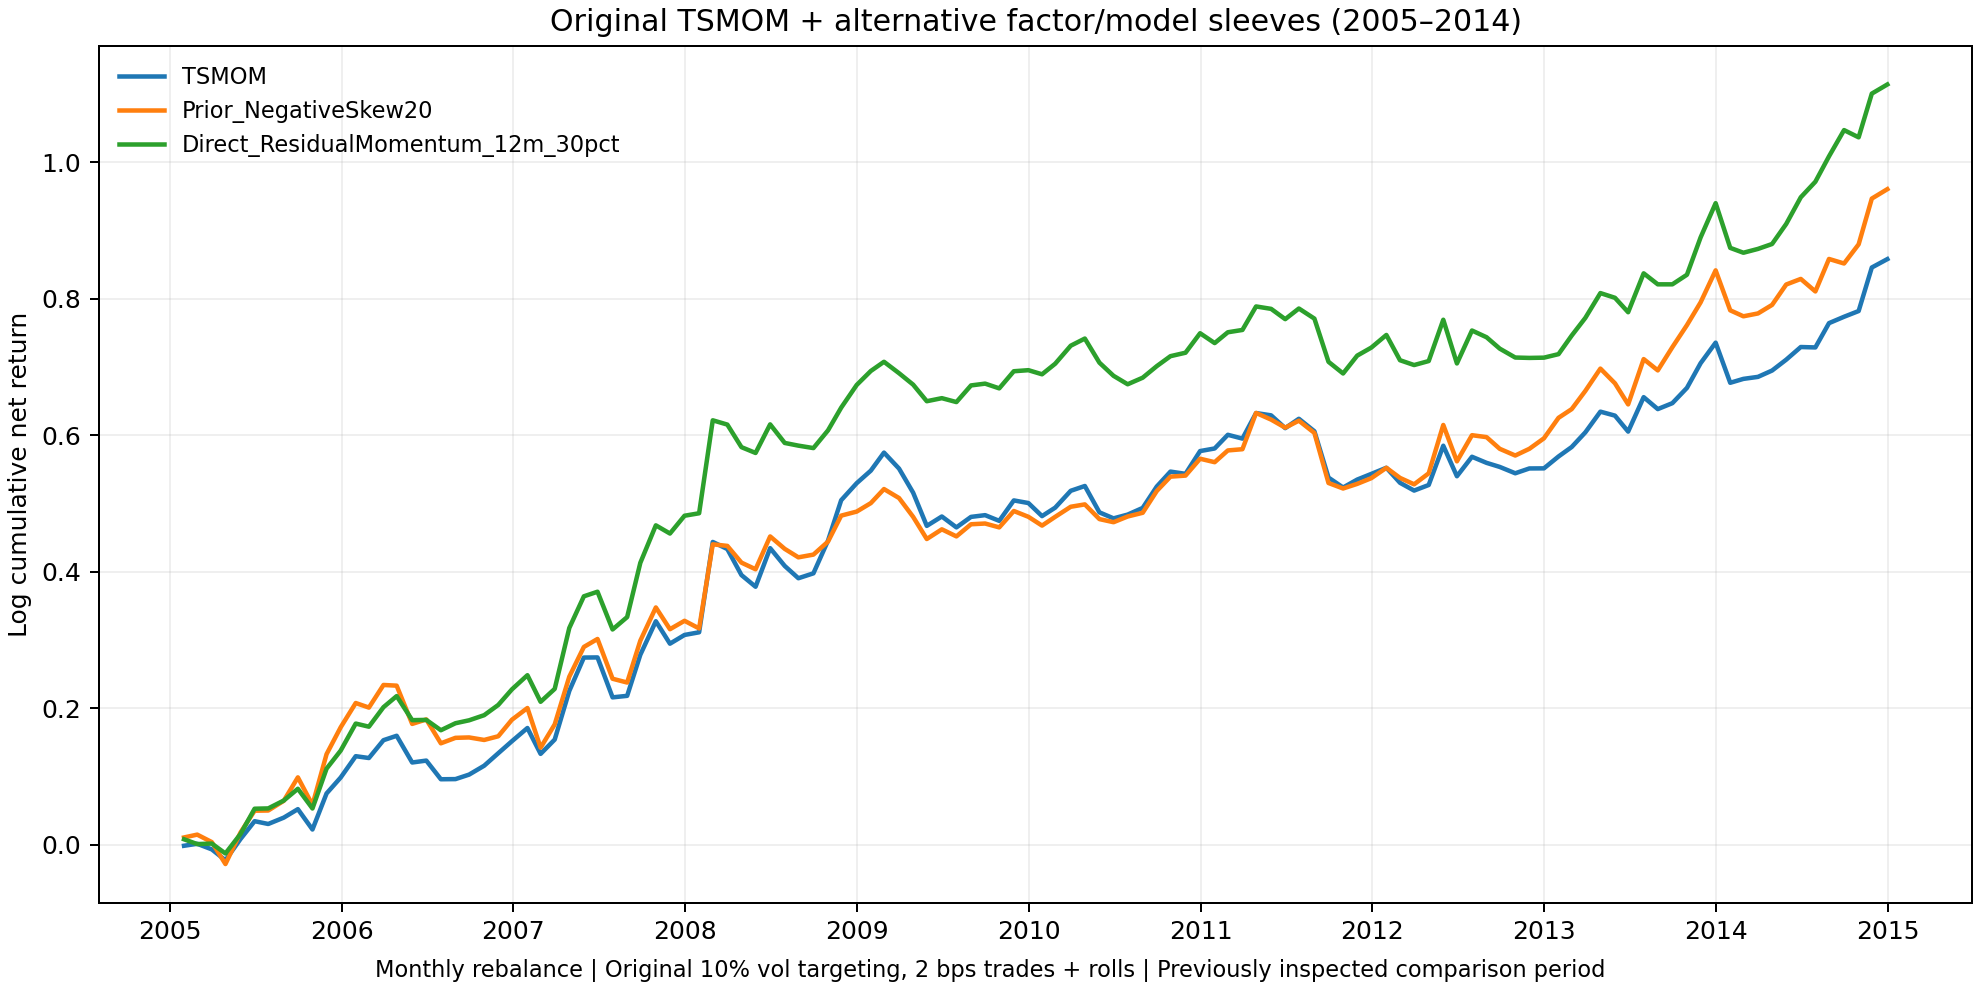 Original TSMOM + alternative factor/model sleeves (2005–2014)
TSMOM
Prior_NegativeSkew20
Direct_ResidualMomentum_12m_30pct
Log cumulative net return
1.0
0.8
0.6
0.4
0.2
0.0
2005 2006 2007 2008 2009 2010 2011 2012 2013 2014 2015
Monthly rebalance | Original 10% vol targeting, 2 bps trades + rolls | Previously inspected comparison period